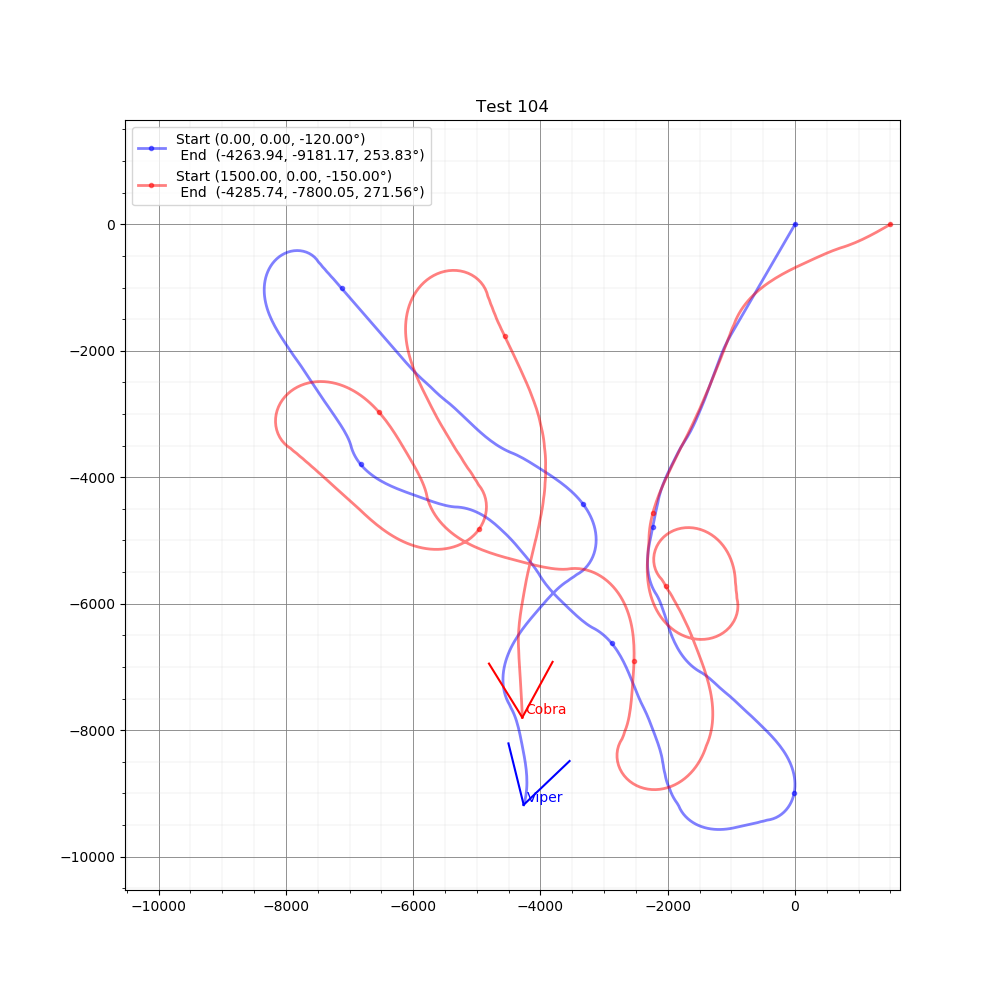 Test 104
Start (0.00, 0.00, -120.00°)
End (-4263.94, -9181.17, 253.83°)
Start (1500.00, 0.00, -150.00°)
End (-4285.74, -7800.05, 271.56°)
0
−2000
−4000
−6000
−8000
−10000
Cobra
Viper
−10000 −8000 −6000 −4000 −2000 0